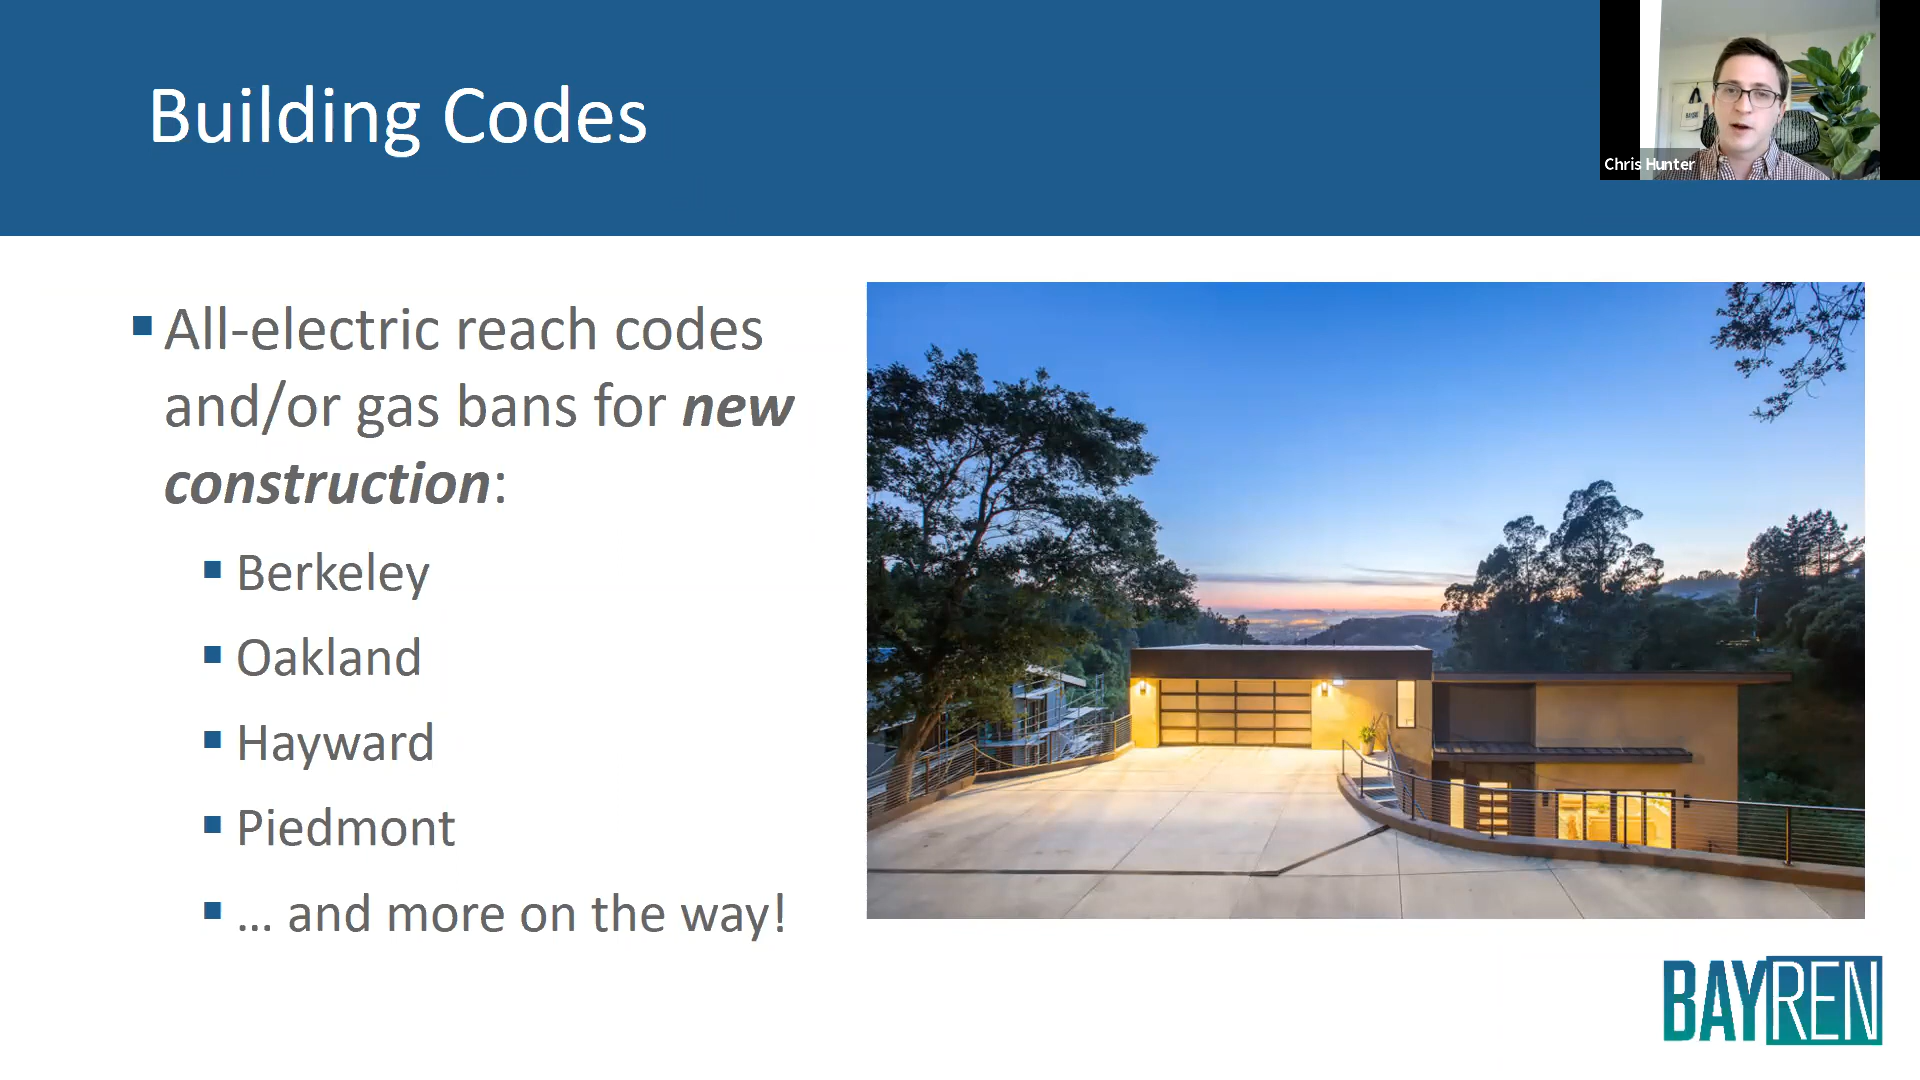 Building Codes
Chris Hunter
▪ All-electric reach codes
and/or gas bans for new
construction:
▪ Berkeley
▪ Oakland
▪ Hayward
▪ Piedmont
▪ ... and more on the way!
BAYREN